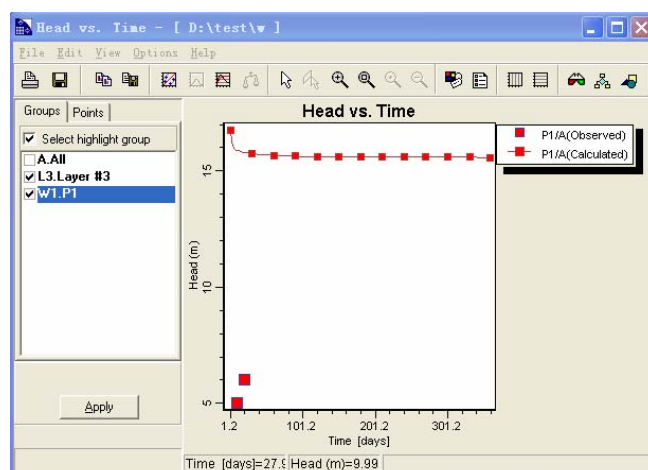 Head vs. Time - [ D:\test\w ]
File Edit View Options Help
Groups Points
Select highlight group
A.All
L3.Layer #3
W1.P1
Apply
Head vs. Time
P1/A(Observed)
P1/A(Calculated)
Head (m)
15
10
5
1.2 101.2 201.2 301.2
Time [days]
Time [days]=27.9 Head (m)=9.99